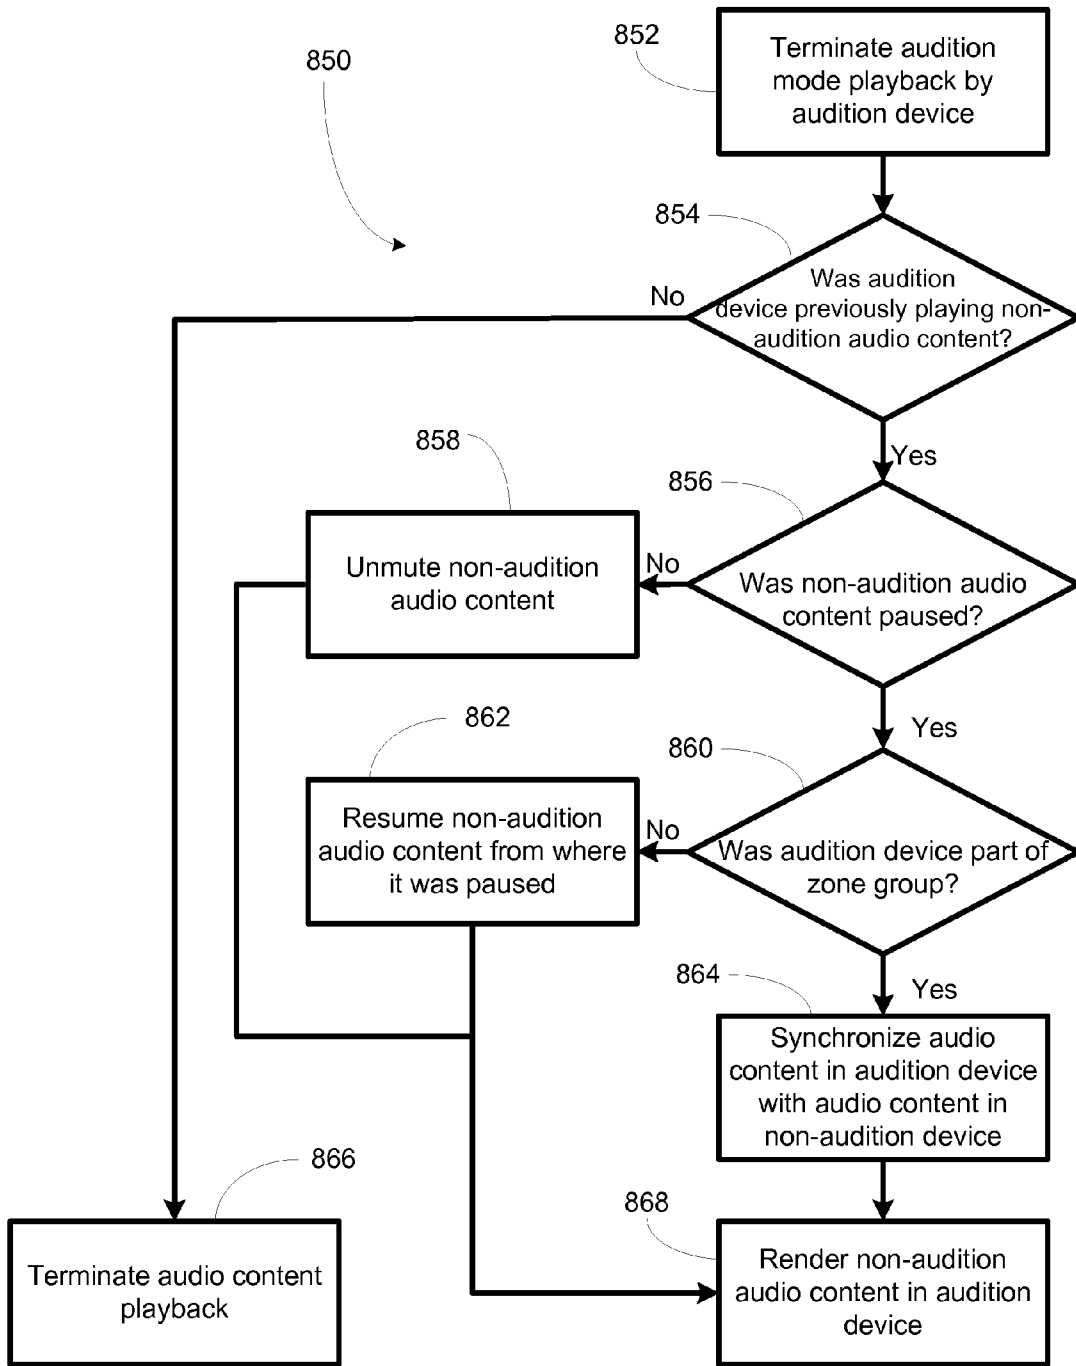 852
Terminate audition
mode playback by
audition device
850
854
Was audition
device previously playing non-
audition audio content?
No
Yes
858
856
Unmute non-audition
audio content
No
Was non-audition audio
content paused?
Yes
862
860
Resume non-audition
audio content from where
it was paused
No
Was audition device part of
zone group?
Yes
864
Synchronize audio
content in audition device
with audio content in
non-audition device
866
868
Terminate audio content
playback
Render non-audition
audio content in audition
device